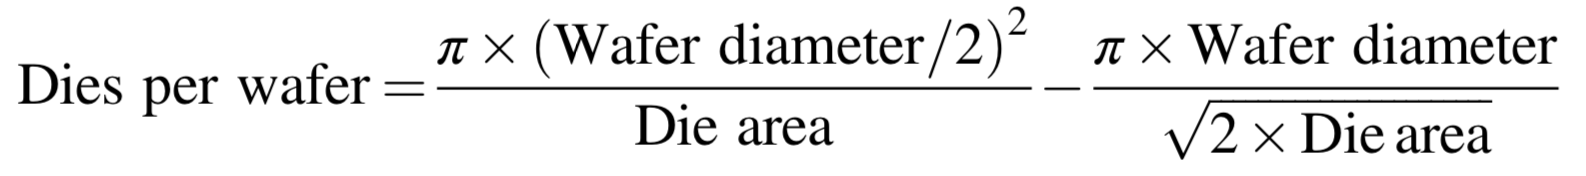 Dies per wafer = π × (Wafer diameter/2)² / Die area − π × Wafer diameter / √2 × Die area